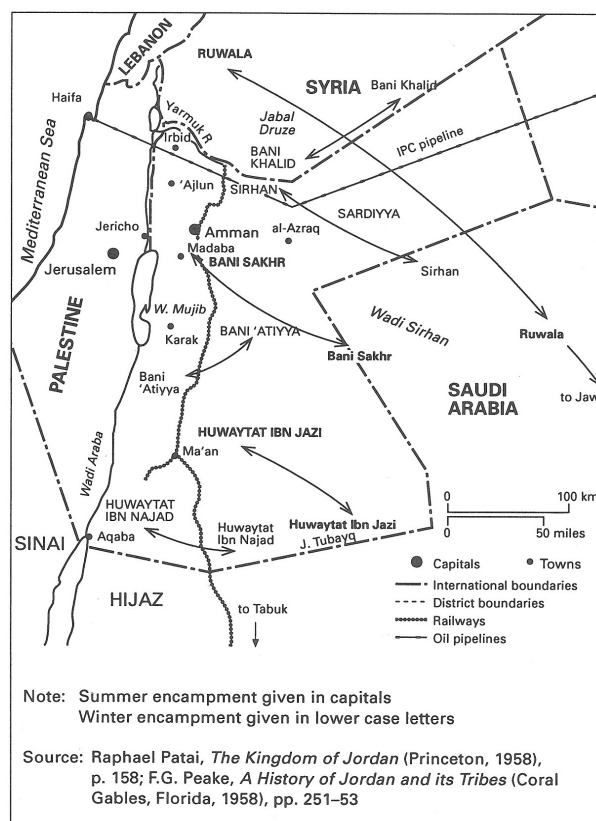 LEBANON
RUWALA
SYRIA
Bani Khalid
Haifa
Yarmuk R
Jabal
Druze
Irbid
BANI
KHALID
IPC pipeline
Mediterranean Sea
'Ajlun
SIRHAN
SARDIYYA
Jericho
Amman
al-Azraq
Madaba
Jerusalem
BANI SAKHR
Sirhan
PALESTINE
W. Mujib
Karak
BANI 'ATIYYA
Wadi Sirhan
Bani Sakhr
Ruwala
Bani
'Atiyya
SAUDI
ARABIA
to Jaw
HUWAYTAT IBN JAZI
Ma'an
Wadi Araba
HUWAYTAT
IBN NAJAD
Huwaytat
Ibn Najad
Huwaytat Ibn Jazi
J. Tubayq
0 100 km
0 50 miles
SINAI
Aqaba
HIJAZ
to Tabuk
Capitals
Towns
International boundaries
District boundaries
Railways
Oil pipelines
Note: Summer encampment given in capitals
Winter encampment given in lower case letters
Source: Raphael Patai, The Kingdom of Jordan (Princeton, 1958),
p. 158; F.G. Peake, A History of Jordan and its Tribes (Coral
Gables, Florida, 1958), pp. 251–53